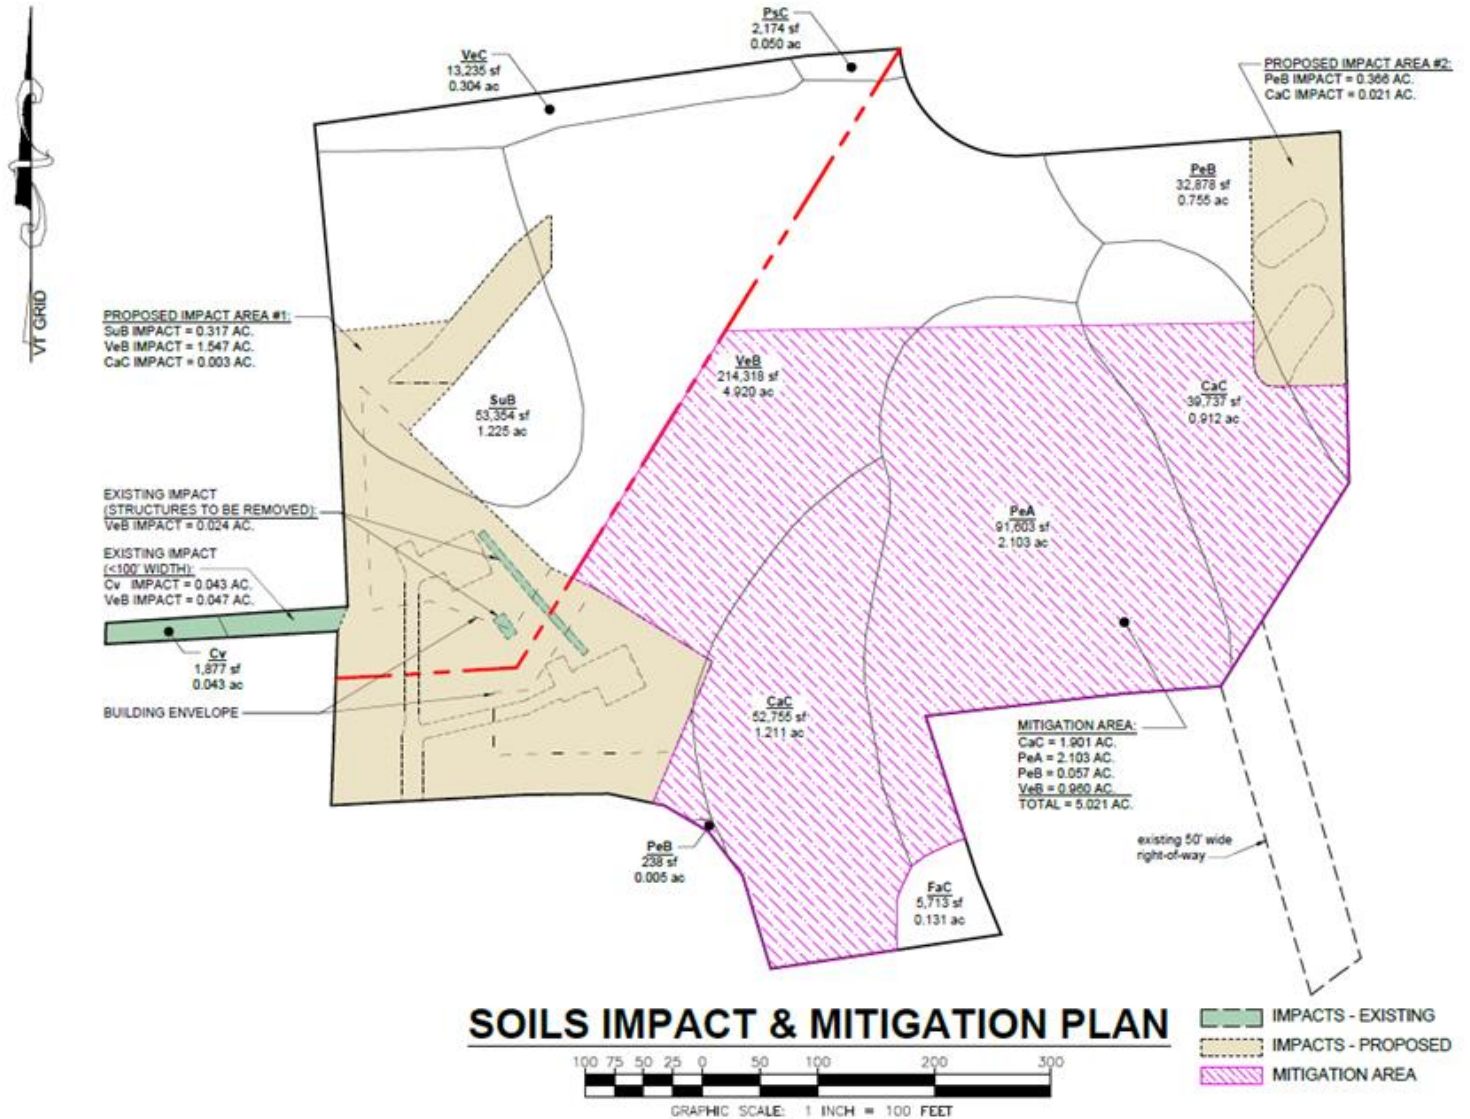 PsC
2,174 sf
0.050 ac
VeC
13,235 sf
0.304 ac
PROPOSED IMPACT AREA #2:
PeB IMPACT = 0.366 AC.
CaC IMPACT = 0.021 AC.
PeB
32,878 sf
0.755 ac
VT GRID
PROPOSED IMPACT AREA #1:
SuB IMPACT = 0.317 AC.
VeB IMPACT = 1.547 AC.
CaC IMPACT = 0.003 AC.
VeB
214,318 sf
4.920 ac
SuB
53,354 sf
1.225 ac
CaC
39,737 sf
0.912 ac
EXISTING IMPACT
(STRUCTURES TO BE REMOVED):
VeB IMPACT = 0.024 AC.
PeA
91,603 sf
2.103 ac
EXISTING IMPACT
(<100' WIDTH):
Cv IMPACT = 0.043 AC.
VeB IMPACT = 0.047 AC.
Cv
1,877 sf
0.043 ac
BUILDING ENVELOPE
CaC
52,755 sf
1.211 ac
MITIGATION AREA:
CaC = 1.901 AC.
PeA = 2.103 AC.
PeB = 0.057 AC.
VeB = 0.960 AC.
TOTAL = 5.021 AC.
existing 50' wide
right-of-way
PeB
238 sf
0.005 ac
FaC
5,713 sf
0.131 ac
SOILS IMPACT & MITIGATION PLAN
100 75 50 25 0 50 100 200 300
GRAPHIC SCALE: 1 INCH = 100 FEET
IMPACTS - EXISTING
IMPACTS - PROPOSED
MITIGATION AREA